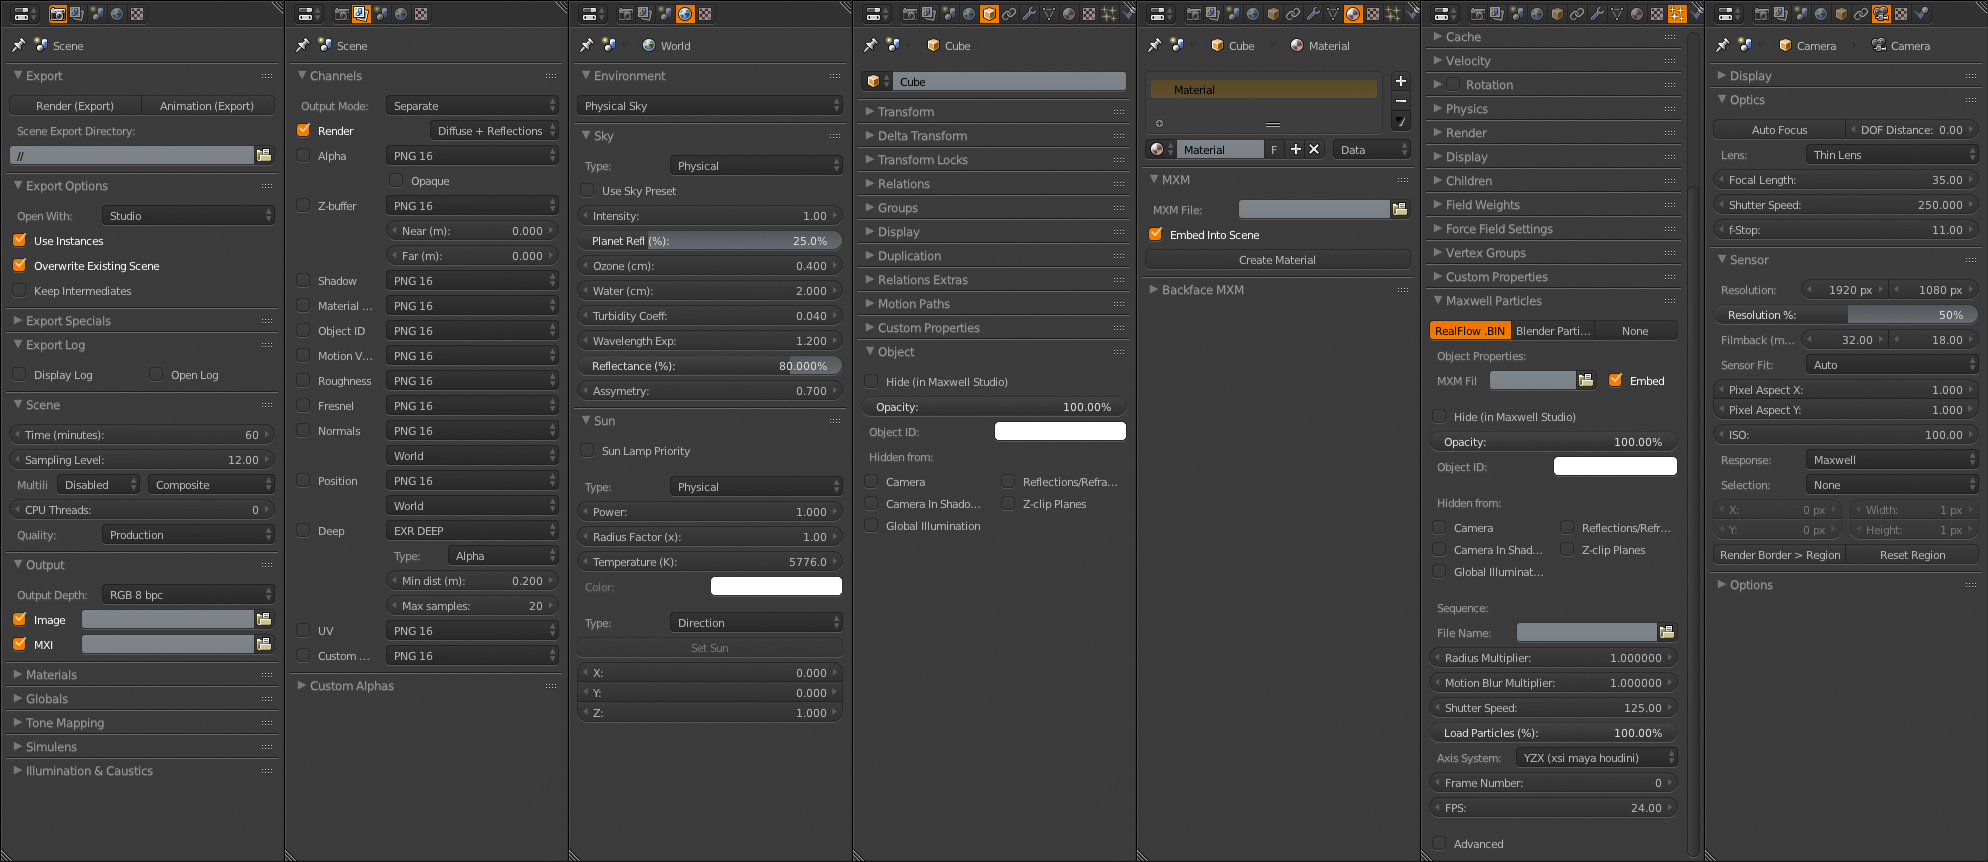 Scene
Export
Render (Export) Animation (Export)
Scene Export Directory:
//
Export Options
Open With: Studio
Use Instances
Overwrite Existing Scene
Keep Intermediates
Export Specials
Export Log
Display Log Open Log
Scene
Time (minutes): 60
Sampling Level: 12.00
Multili Disabled Composite
CPU Threads: 0
Quality: Production
Output
Output Depth: RGB 8 bpc
Image
MXI
Materials
Globals
Tone Mapping
Simulens
Illumination & Caustics
Scene
Channels
Output Mode: Separate
Render Diffuse + Reflections
Alpha PNG 16
Opaque
Z-buffer PNG 16
Near (m): 0.000
Far (m): 0.000
Shadow PNG 16
Material ... PNG 16
Object ID PNG 16
Motion V... PNG 16
Roughness PNG 16
Fresnel PNG 16
Normals PNG 16
World
Position PNG 16
World
Deep EXR DEEP
Type: Alpha
Min dist (m): 0.200
Max samples: 20
UV PNG 16
Custom ... PNG 16
Custom Alphas
World
Environment
Physical Sky
Sky
Type: Physical
Use Sky Preset
Intensity: 1.00
Planet Refl (%): 25.0%
Ozone (cm): 0.400
Water (cm): 2.000
Turbidity Coeff: 0.040
Wavelength Exp: 1.200
Reflectance (%): 80.000%
Assymetry: 0.700
Sun
Sun Lamp Priority
Type: Physical
Power: 1.000
Radius Factor (x): 1.00
Temperature (K): 5776.0
Color:
Type: Direction
Set Sun
X: 0.000
Y: 0.000
Z: 1.000
Cube
Cube
Transform
Delta Transform
Transform Locks
Relations
Groups
Display
Duplication
Relations Extras
Motion Paths
Custom Properties
Object
Hide (in Maxwell Studio)
Opacity: 100.00%
Object ID:
Hidden from:
Camera Reflections/Refra...
Camera In Shado... Z-clip Planes
Global Illumination
Cube Material
Material
Material F Data
MXM
MXM File:
Embed Into Scene
Create Material
Backface MXM
Cache
Velocity
Rotation
Physics
Render
Display
Children
Field Weights
Force Field Settings
Vertex Groups
Custom Properties
Maxwell Particles
RealFlow .BIN Blender Parti... None
Object Properties:
MXM Fil Embed
Hide (in Maxwell Studio)
Opacity: 100.00%
Object ID:
Hidden from:
Camera Reflections/Refr...
Camera In Shad... Z-clip Planes
Global Illuminat...
Sequence:
File Name:
Radius Multiplier: 1.000000
Motion Blur Multiplier: 1.000000
Shutter Speed: 125.00
Load Particles (%): 100.00%
Axis System: YZX (xsi maya houdini)
Frame Number: 0
FPS: 24.00
Advanced
Camera Camera
Display
Optics
Auto Focus DOF Distance: 0.00
Lens: Thin Lens
Focal Length: 35.00
Shutter Speed: 250.000
f-Stop: 11.00
Sensor
Resolution: 1920 px 1080 px
Resolution %: 50%
Filmback (m... 32.00 18.00
Sensor Fit: Auto
Pixel Aspect X: 1.000
Pixel Aspect Y: 1.000
ISO: 100.00
Response: Maxwell
Selection: None
X: 0 px Width: 1 px
Y: 0 px Height: 1 px
Render Border > Region Reset Region
Options